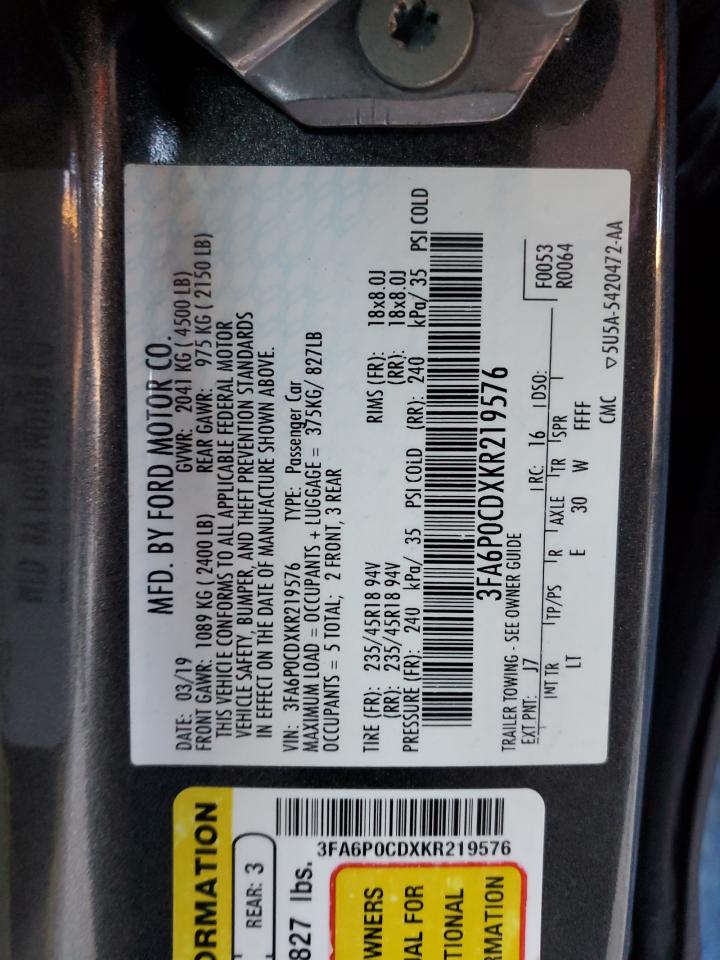 MFD. BY FORD MOTOR CO.
DATE: 03/19 GVWR: 2041 KG ( 4500 LB)
FRONT GAWR: 1089 KG ( 2400 LB) REAR GAWR: 975 KG ( 2150 LB)
THIS VEHICLE CONFORMS TO ALL APPLICABLE FEDERAL MOTOR
VEHICLE SAFETY, BUMPER, AND THEFT PREVENTION STANDARDS
IN EFFECT ON THE DATE OF MANUFACTURE SHOWN ABOVE.
VIN: 3FA6P0CDXKR219576 TYPE: Passenger Car
MAXIMUM LOAD = OCCUPANTS + LUGGAGE = 375KG/ 827LB
OCCUPANTS = 5 TOTAL; 2 FRONT, 3 REAR
TIRE (FR): 235/45R18 94V RIMS (FR): 18x8.0J
(RR): 235/45R18 94V (RR): 18x8.0J
PRESSURE (FR): 240 kPa/ 35 PSI COLD (RR): 240 kPa/ 35 PSI COLD
3FA6P0CDXKR219576
TRAILER TOWING - SEE OWNER GUIDE
EXT PNT: J7 RC: 16 DSO: F0053
R0064
INT TR TP/PS R AXLE TR SPR
LT E 30 W FFFF
CMC ▽5U5A-5420472-AA
ORMATION
REAR: 3
827 lbs.
3FA6P0CDXKR219576
WNERS
UAL FOR
TIONAL
RMATION